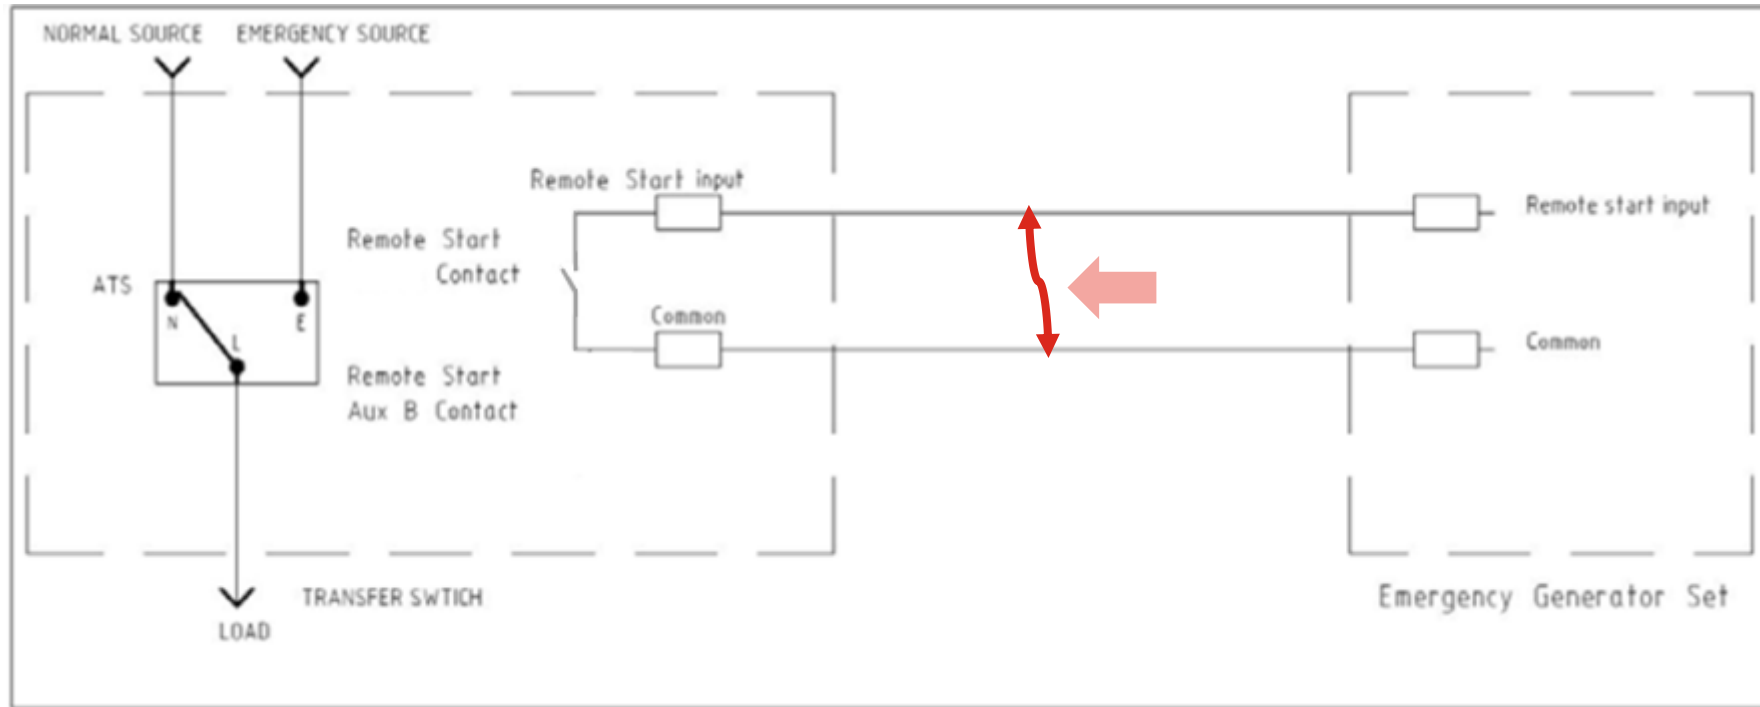 NORMAL SOURCE
EMERGENCY SOURCE
Remote Start input
Remote start input
Remote Start
Contact
ATS
N
E
L
Common
Common
Remote Start
Aux B Contact
TRANSFER SWTICH
Emergency Generator Set
LOAD